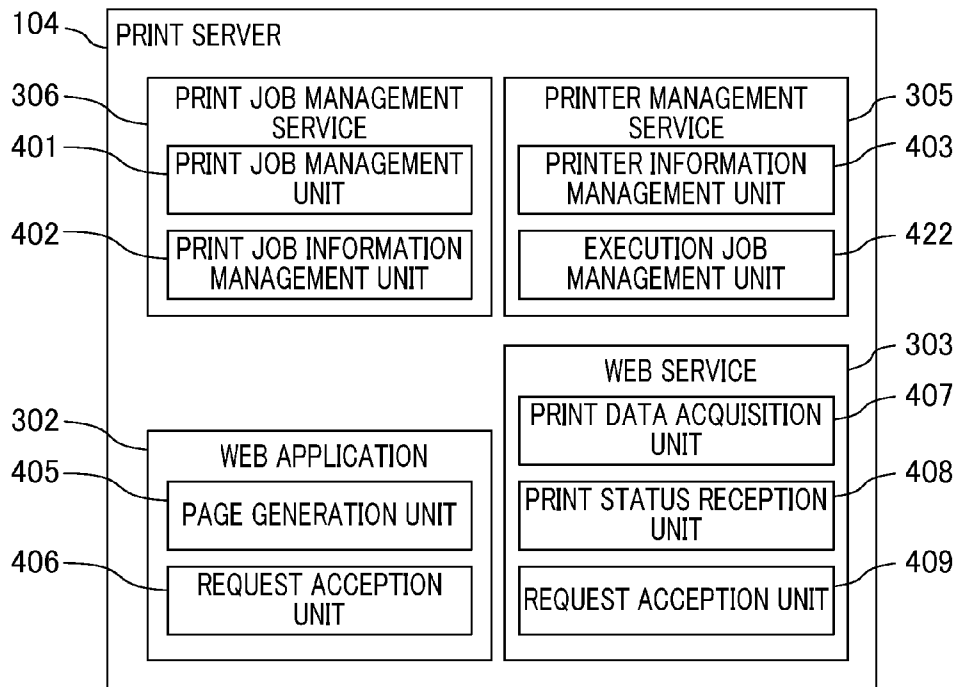 104
PRINT SERVER
306
PRINT JOB MANAGEMENT
SERVICE
401
PRINT JOB MANAGEMENT
UNIT
402
PRINT JOB INFORMATION
MANAGEMENT UNIT
PRINTER MANAGEMENT
SERVICE
305
PRINTER INFORMATION
MANAGEMENT UNIT
403
EXECUTION JOB
MANAGEMENT UNIT
422
302
WEB APPLICATION
405
PAGE GENERATION UNIT
406
REQUEST ACCEPTION
UNIT
WEB SERVICE
303
PRINT DATA ACQUISITION
UNIT
407
PRINT STATUS RECEPTION
UNIT
408
REQUEST ACCEPTION UNIT
409